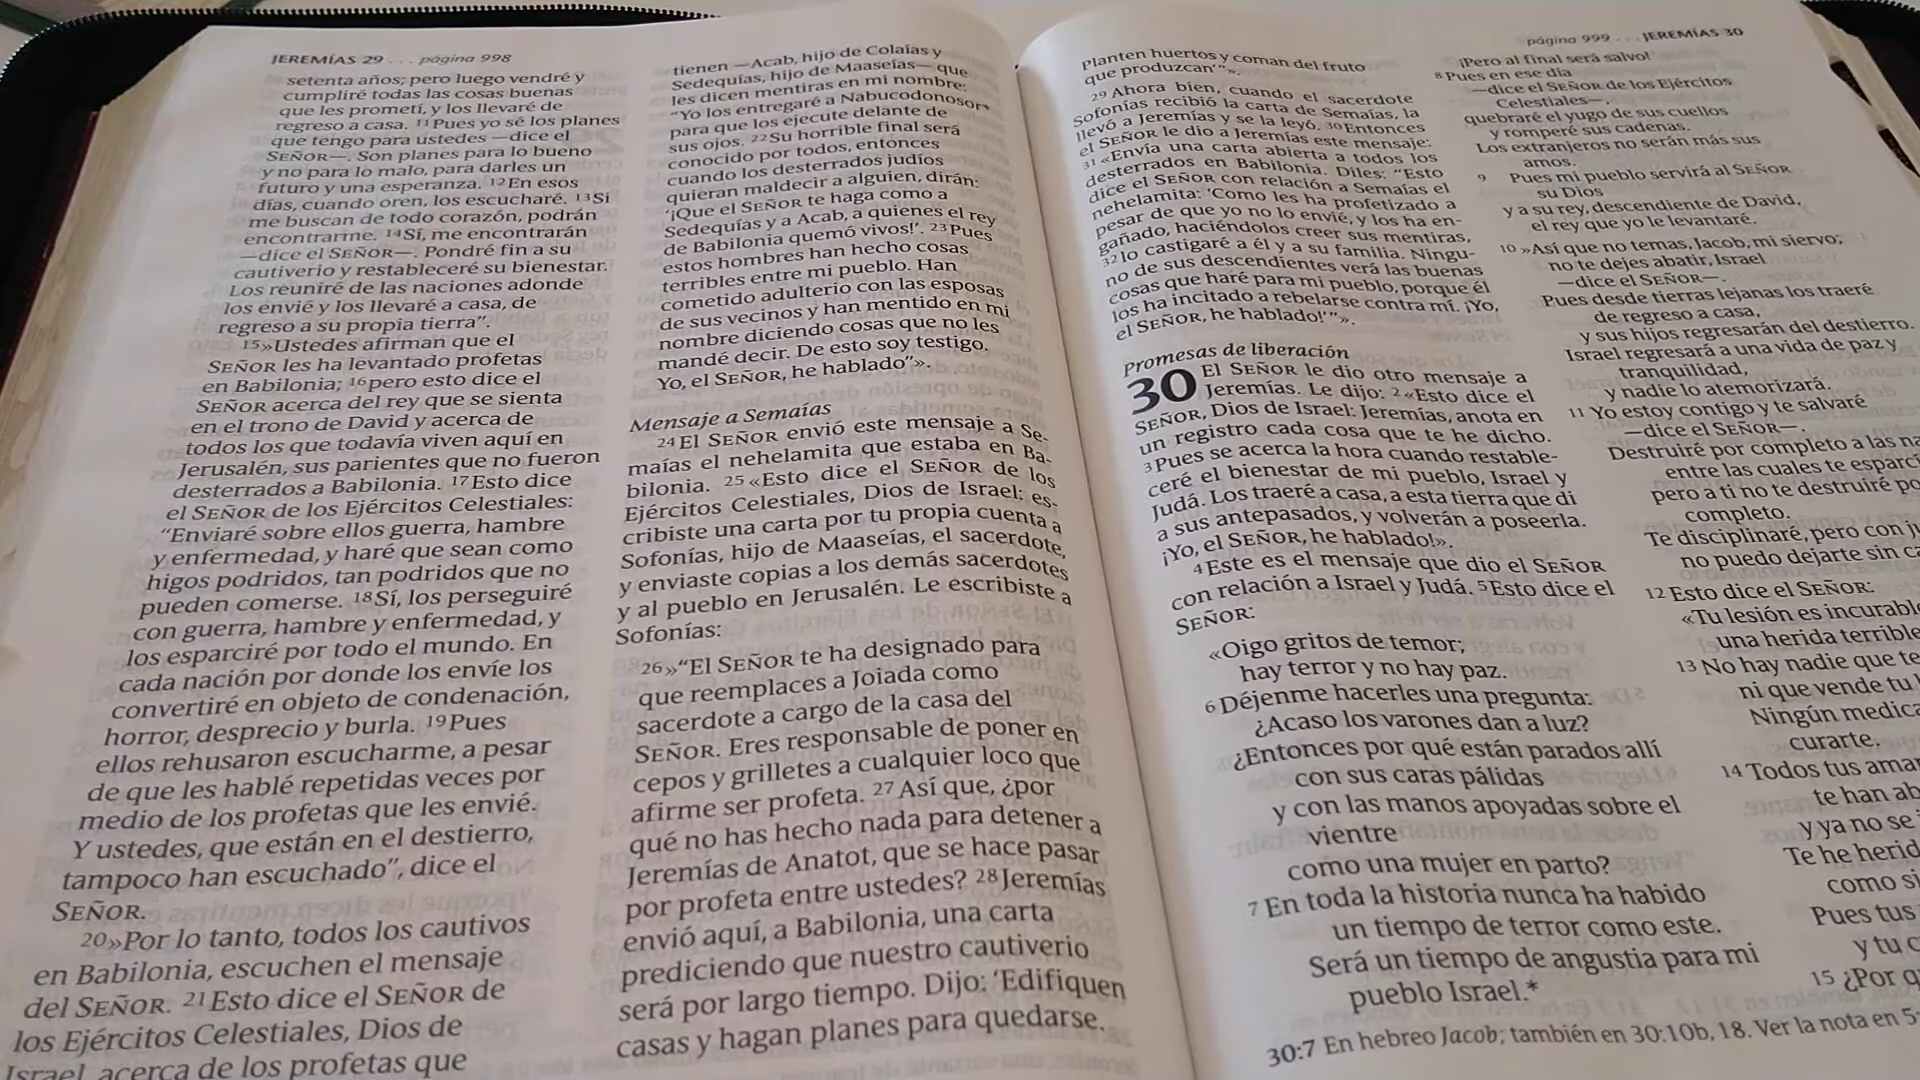 JEREMÍAS 29 . . . página 998
setenta años; pero luego vendré y
cumpliré todas las cosas buenas
que les prometí, y los llevaré de
regreso a casa. 11Pues yo sé los planes
que tengo para ustedes —dice el
SEÑOR—. Son planes para lo bueno
y no para lo malo, para darles un
futuro y una esperanza. 12En esos
días, cuando oren, los escucharé. 13Si
me buscan de todo corazón, podrán
encontrarme. 14Sí, me encontrarán
—dice el SEÑOR—. Pondré fin a su
cautiverio y restableceré su bienestar.
Los reuniré de las naciones adonde
los envié y los llevaré a casa, de
regreso a su propia tierra”.
15»Ustedes afirman que el
SEÑOR les ha levantado profetas
en Babilonia; 16pero esto dice el
SEÑOR acerca del rey que se sienta
en el trono de David y acerca de
todos los que todavía viven aquí en
Jerusalén, sus parientes que no fueron
desterrados a Babilonia. 17Esto dice
el SEÑOR de los Ejércitos Celestiales:
“Enviaré sobre ellos guerra, hambre
y enfermedad, y haré que sean como
higos podridos, tan podridos que no
pueden comerse. 18Sí, los perseguiré
con guerra, hambre y enfermedad, y
los esparciré por todo el mundo. En
cada nación por donde los envíe los
convertiré en objeto de condenación,
horror, desprecio y burla. 19Pues
ellos rehusaron escucharme, a pesar
de que les hablé repetidas veces por
medio de los profetas que les envié.
Y ustedes, que están en el destierro,
tampoco han escuchado”, dice el
SEÑOR.
20»Por lo tanto, todos los cautivos
en Babilonia, escuchen el mensaje
del SEÑOR. 21Esto dice el SEÑOR de
los Ejércitos Celestiales, Dios de
Israel, acerca de los profetas que
tienen —Acab, hijo de Colaías y
Sedequías, hijo de Maaseías— que
les dicen mentiras en mi nombre:
“Yo los entregaré a Nabucodonosor*
para que los ejecute delante de
sus ojos. 22Su horrible final será
conocido por todos, entonces
cuando los desterrados judíos
quieran maldecir a alguien, dirán:
‘¡Que el SEÑOR te haga como a
Sedequías y a Acab, a quienes el rey
de Babilonia quemó vivos!’. 23Pues
estos hombres han hecho cosas
terribles entre mi pueblo. Han
cometido adulterio con las esposas
de sus vecinos y han mentido en mi
nombre diciendo cosas que no les
mandé decir. De esto soy testigo.
Yo, el SEÑOR, he hablado”».
Mensaje a Semaías
24El SEÑOR envió este mensaje a Se-
maías el nehelamita que estaba en Ba-
bilonia. 25«Esto dice el SEÑOR de los
Ejércitos Celestiales, Dios de Israel: es-
cribiste una carta por tu propia cuenta a
Sofonías, hijo de Maaseías, el sacerdote,
y enviaste copias a los demás sacerdotes
y al pueblo en Jerusalén. Le escribiste a
Sofonías:
26»“El SEÑOR te ha designado para
que reemplaces a Joiada como
sacerdote a cargo de la casa del
SEÑOR. Eres responsable de poner en
cepos y grilletes a cualquier loco que
afirme ser profeta. 27Así que, ¿por
qué no has hecho nada para detener a
Jeremías de Anatot, que se hace pasar
por profeta entre ustedes? 28Jeremías
envió aquí, a Babilonia, una carta
prediciendo que nuestro cautiverio
será por largo tiempo. Dijo: ‘Edifiquen
casas y hagan planes para quedarse.
página 999 . . . JEREMÍAS 30
Planten huertos y coman del fruto
que produzcan’”».
29Ahora bien, cuando el sacerdote
Sofonías recibió la carta de Semaías, la
llevó a Jeremías y se la leyó. 30Entonces
el SEÑOR le dio a Jeremías este mensaje:
31«Envía una carta abierta a todos los
desterrados en Babilonia. Diles: “Esto
dice el SEÑOR con relación a Semaías el
nehelamita: ‘Como les ha profetizado a
pesar de que yo no lo envié, y los ha en-
gañado, haciéndolos creer sus mentiras,
32lo castigaré a él y a su familia. Ningu-
no de sus descendientes verá las buenas
cosas que haré para mi pueblo, porque él
los ha incitado a rebelarse contra mí. ¡Yo,
el SEÑOR, he hablado!’”».
Promesas de liberación
30 El SEÑOR le dio otro mensaje a
Jeremías. Le dijo: 2«Esto dice el
SEÑOR, Dios de Israel: Jeremías, anota en
un registro cada cosa que te he dicho.
3Pues se acerca la hora cuando restable-
ceré el bienestar de mi pueblo, Israel y
Judá. Los traeré a casa, a esta tierra que di
a sus antepasados, y volverán a poseerla.
¡Yo, el SEÑOR, he hablado!».
4Este es el mensaje que dio el SEÑOR
con relación a Israel y Judá. 5Esto dice el
SEÑOR:
«Oigo gritos de temor;
hay terror y no hay paz.
6 Déjenme hacerles una pregunta:
¿Acaso los varones dan a luz?
¿Entonces por qué están parados allí
con sus caras pálidas
y con las manos apoyadas sobre el
vientre
como una mujer en parto?
7 En toda la historia nunca ha habido
un tiempo de terror como este.
Será un tiempo de angustia para mi
pueblo Israel.*
¡Pero al final será salvo!
8 Pues en ese día
—dice el SEÑOR de los Ejércitos
Celestiales—,
quebraré el yugo de sus cuellos
y romperé sus cadenas.
Los extranjeros no serán más sus
amos.
9 Pues mi pueblo servirá al SEÑOR
su Dios
y a su rey, descendiente de David,
el rey que yo le levantaré.
10 »Así que no temas, Jacob, mi siervo;
no te dejes abatir, Israel
—dice el SEÑOR—.
Pues desde tierras lejanas los traeré
de regreso a casa,
y sus hijos regresarán del destierro.
Israel regresará a una vida de paz y
tranquilidad,
y nadie lo atemorizará.
11 Yo estoy contigo y te salvaré
—dice el SEÑOR—.
Destruiré por completo a las
entre las cuales te esparcí
pero a ti no te destruiré
completo.
Te disciplinaré, pero con
no puedo dejarte sin
12 Esto dice el SEÑOR:
«Tu lesión es
una herida terrible
13 No hay nadie que
ni que vende tu
Ningún
curarte.
14 Todos tus
te han
y ya no se
Te he
como
Pues tus
y tu
15 ¿Por
30:7 En hebreo Jacob; también en 30:10b, 18. Ver la nota en